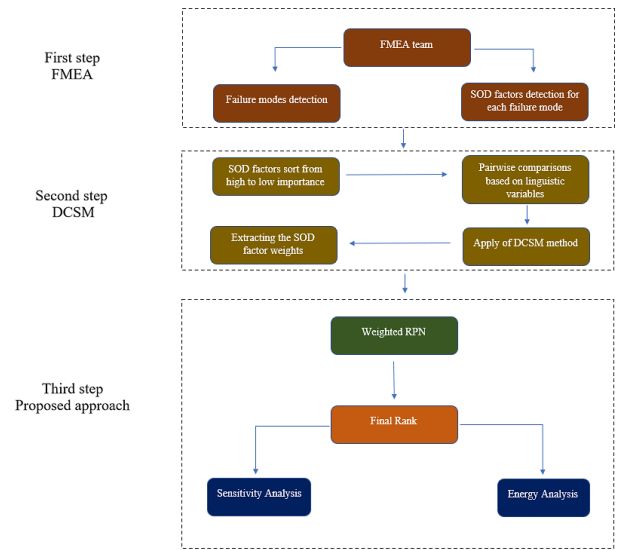 First step
FMEA
FMEA team
Failure modes detection
SOD factors detection for
each failure mode
Second step
DCSM
SOD factors sort from
high to low importance
Pairwise comparisons
based on linguistic
variables
Extracting the SOD
factor weights
Apply of DCSM method
Third step
Proposed approach
Weighted RPN
Final Rank
Sensitivity Analysis
Energy Analysis